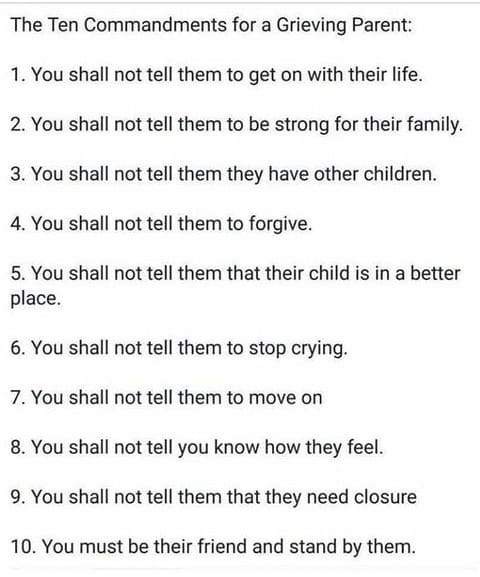 The Ten Commandments for a Grieving Parent:
1. You shall not tell them to get on with their life.
2. You shall not tell them to be strong for their family.
3. You shall not tell them they have other children.
4. You shall not tell them to forgive.
5. You shall not tell them that their child is in a better
place.
6. You shall not tell them to stop crying.
7. You shall not tell them to move on
8. You shall not tell you know how they feel.
9. You shall not tell them that they need closure
10. You must be their friend and stand by them.